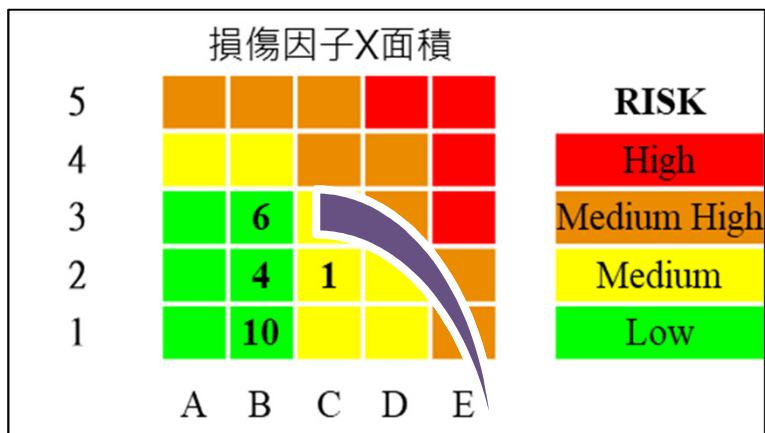 損傷因子X面積
5 RISK
4 High
3 6 Medium High
2 4 1 Medium
1 10 Low
A B C D E